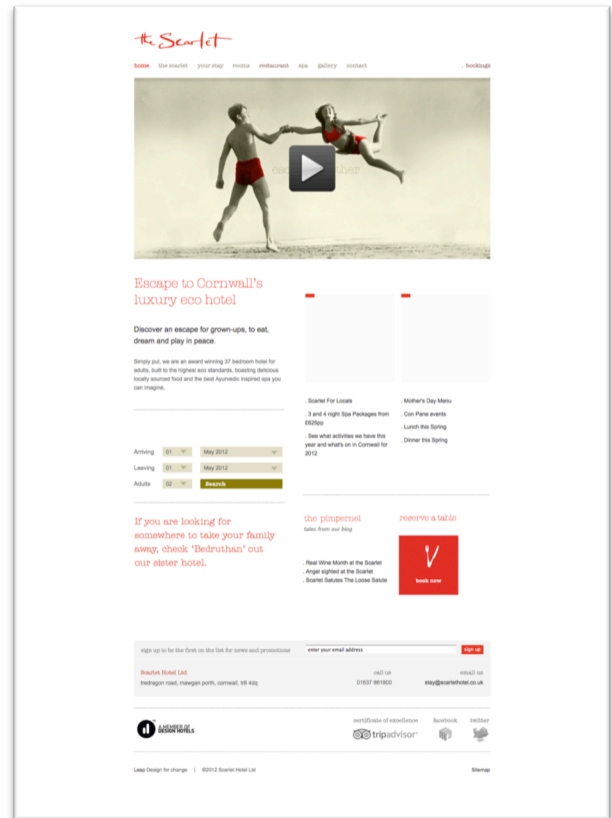 the Scarlet
home the scarlet your stay rooms restaurant spa gallery contact . bookings
Escape to Cornwall's
luxury eco hotel
Discover an escape for grown-ups, to eat,
dream and play in peace.
Simply put, we are an award winning 37 bedroom hotel for
adults, built to the highest eco standards, boasting delicious
locally sourced food and the best Ayurvedic inspired spa you
can imagine.
. Scarlet For Locals
. 3 and 4 night Spa Packages from
£625pp
. See what activities we have this
year and what's on in Cornwall for
2012
. Mother's Day Menu
. Con Pane events
. Lunch this Spring
. Dinner this Spring
Arriving 01 May 2012
Leaving 01 May 2012
Adults 02 Search
If you are looking for
somewhere to take your family
away, check 'Bedruthan' out
our sister hotel.
the pimpernel
tales from our blog
. Real Wine Month at the Scarlet
. Angel sighted at the Scarlet
. Scarlet Salutes The Loose Salute
reserve a table
book now
sign up to be the first on the list for news and promotions enter your email address sign up
Scarlet Hotel Ltd call us email us
tredragon road, mawgan porth, cornwall, tr8 4dq 01637 861800 stay@scarlethotel.co.uk
A MEMBER OF
DESIGN HOTELS
certificate of excellence facebook twitter
tripadvisor
Leap Design for change | ©2012 Scarlet Hotel Ltd Sitemap